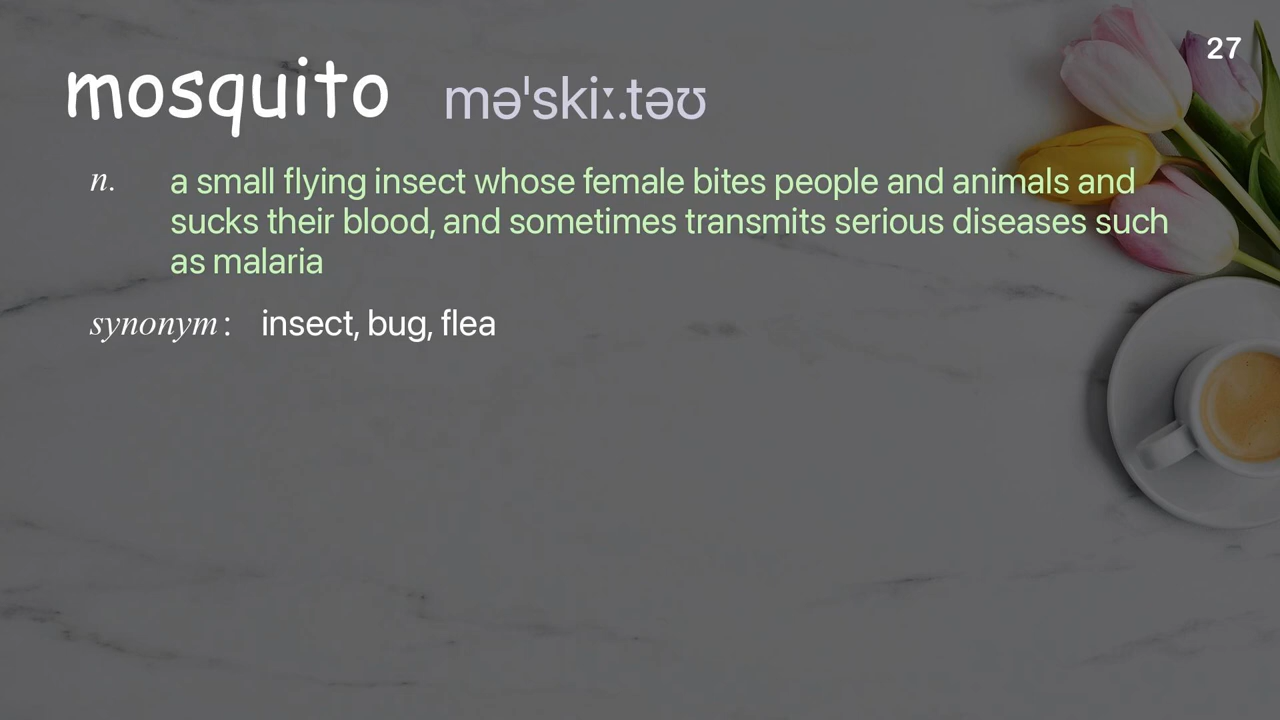 27
mosquito məˈskiː.təʊ
n. a small flying insect whose female bites people and animals and
sucks their blood, and sometimes transmits serious diseases such
as malaria
synonym: insect, bug, flea